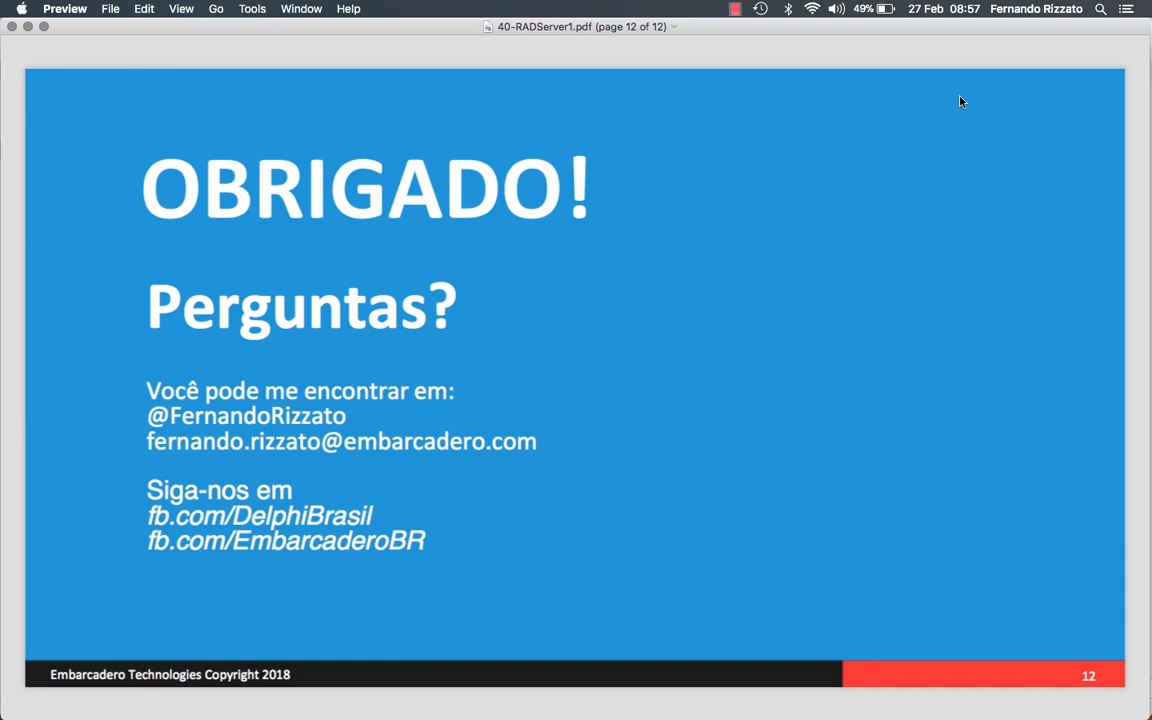 Preview File Edit View Go Tools Window Help 49% 27 Feb 08:57 Fernando Rizzato
40-RADServer1.pdf (page 12 of 12)
OBRIGADO!
Perguntas?
Você pode me encontrar em:
@FernandoRizzato
fernando.rizzato@embarcadero.com
Siga-nos em
fb.com/DelphiBrasil
fb.com/EmbarcaderoBR
Embarcadero Technologies Copyright 2018
12